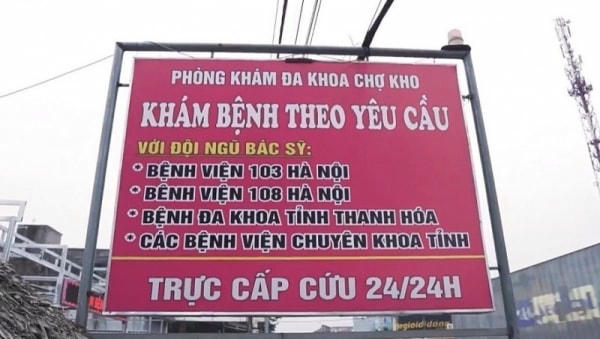 PHÒNG KHÁM ĐA KHOA CHỢ KHO
KHÁM BỆNH THEO YÊU CẦU
VỚI ĐỘI NGŨ BÁC SỸ:
* BỆNH VIỆN 103 HÀ NỘI
* BỆNH VIỆN 108 HÀ NỘI
* BỆNH ĐA KHOA TỈNH THANH HÓA
* CÁC BỆNH VIỆN CHUYÊN KHOA TỈNH
TRỰC CẤP CỨU 24/24H